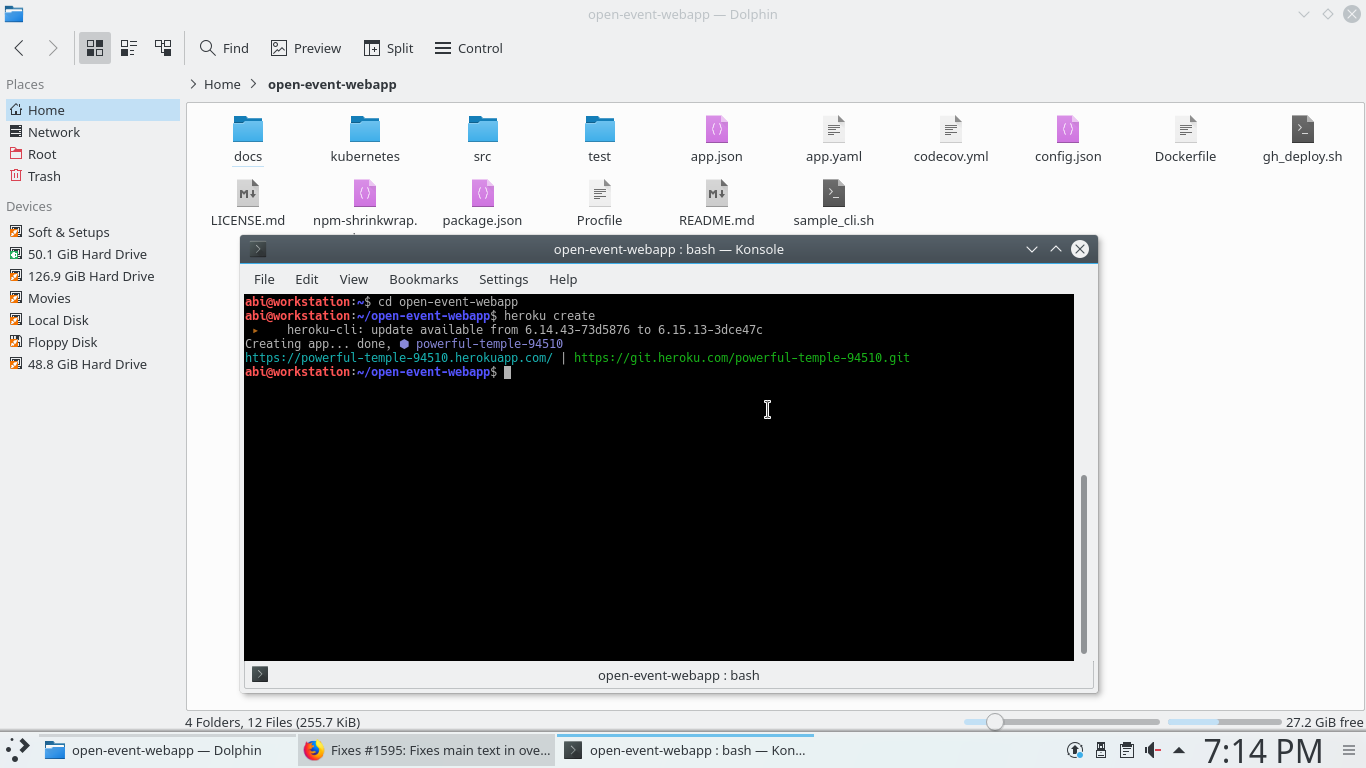 open-event-webapp — Dolphin
Find Preview Split Control
Places
Home
Network
Root
Trash
Devices
Soft & Setups
50.1 GiB Hard Drive
126.9 GiB Hard Drive
Movies
Local Disk
Floppy Disk
48.8 GiB Hard Drive
Home open-event-webapp
docs kubernetes src test app.json app.yaml codecov.yml config.json Dockerfile gh_deploy.sh
LICENSE.md npm-shrinkwrap. package.json Procfile README.md sample_cli.sh
open-event-webapp : bash — Konsole
File Edit View Bookmarks Settings Help
abi@workstation:~$ cd open-event-webapp
abi@workstation:~/open-event-webapp$ heroku create
▸ heroku-cli: update available from 6.14.43-73d5876 to 6.15.13-3dce47c
Creating app... done, ⬢ powerful-temple-94510
https://powerful-temple-94510.herokuapp.com/ | https://git.heroku.com/powerful-temple-94510.git
abi@workstation:~/open-event-webapp$
open-event-webapp : bash
4 Folders, 12 Files (255.7 KiB) 27.2 GiB free
open-event-webapp — Dolphin Fixes #1595: Fixes main text in ove... open-event-webapp : bash — Kon... 7:14 PM